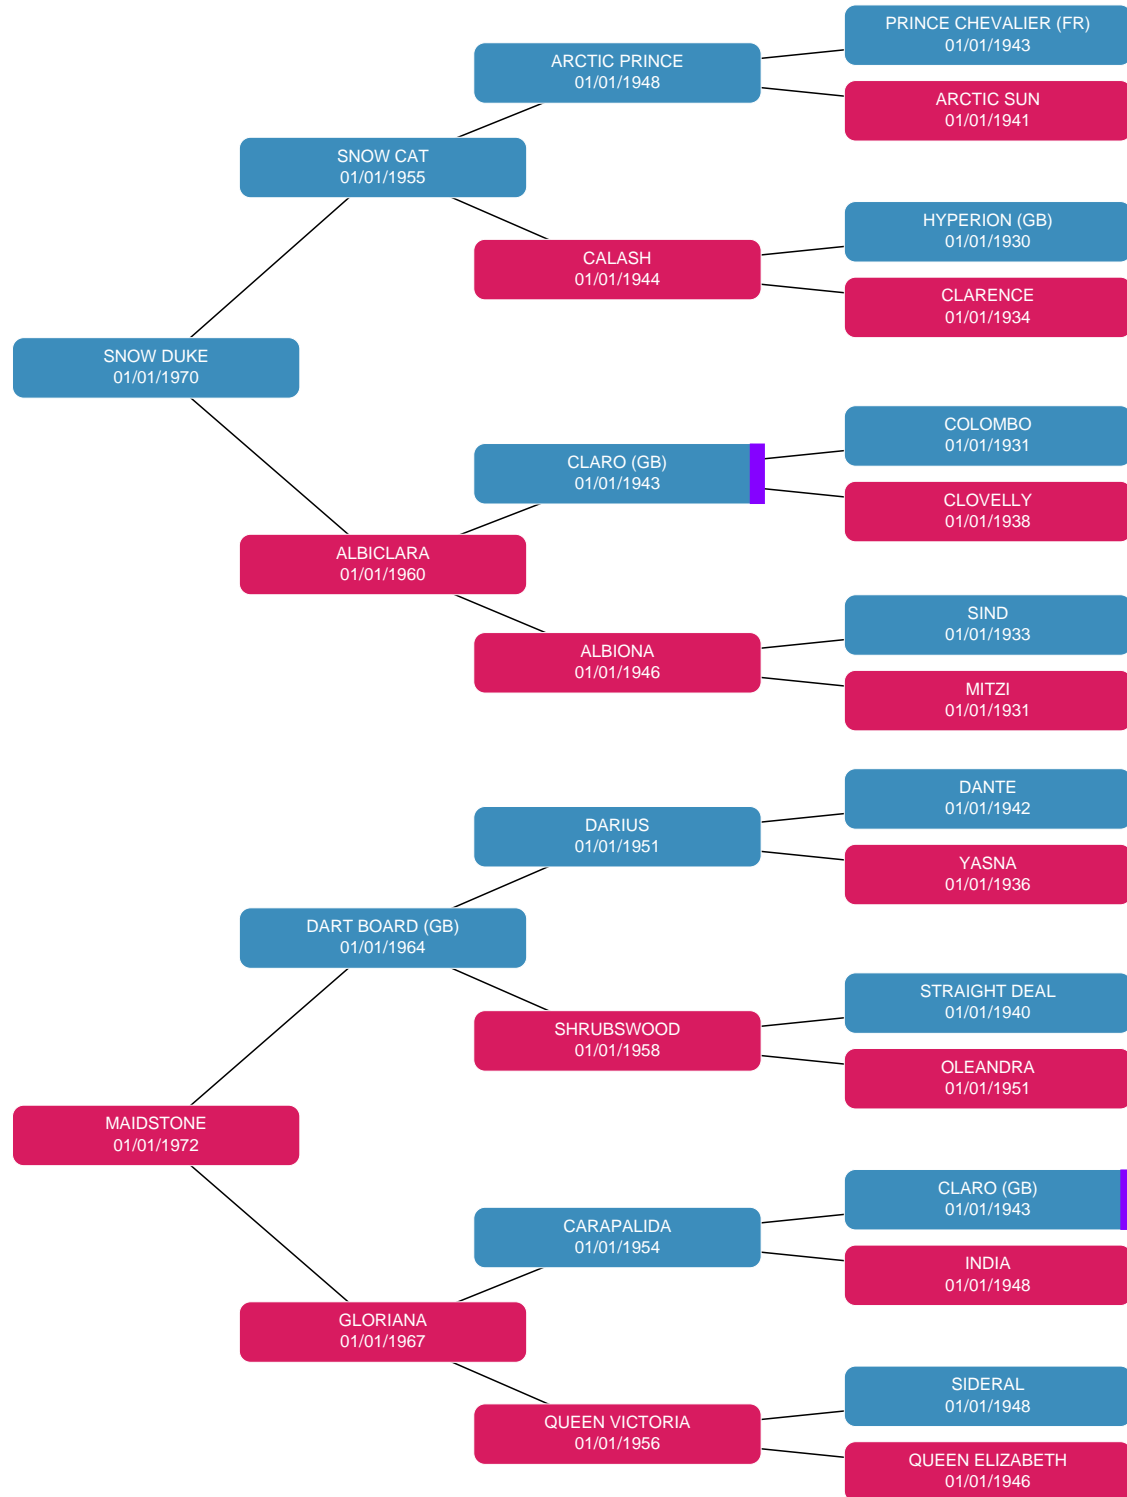 PRINCE CHEVALIER (FR)
01/01/1943
ARCTIC PRINCE
01/01/1948
ARCTIC SUN
01/01/1941
SNOW CAT
01/01/1955
HYPERION (GB)
01/01/1930
CALASH
01/01/1944
CLARENCE
01/01/1934
SNOW DUKE
01/01/1970
COLOMBO
01/01/1931
CLARO (GB)
01/01/1943
CLOVELLY
01/01/1938
ALBICLARA
01/01/1960
SIND
01/01/1933
ALBIONA
01/01/1946
MITZI
01/01/1931
DANTE
01/01/1942
DARIUS
01/01/1951
YASNA
01/01/1936
DART BOARD (GB)
01/01/1964
STRAIGHT DEAL
01/01/1940
SHRUBSWOOD
01/01/1958
OLEANDRA
01/01/1951
MAIDSTONE
01/01/1972
CLARO (GB)
01/01/1943
CARAPALIDA
01/01/1954
INDIA
01/01/1948
GLORIANA
01/01/1967
SIDERAL
01/01/1948
QUEEN VICTORIA
01/01/1956
QUEEN ELIZABETH
01/01/1946